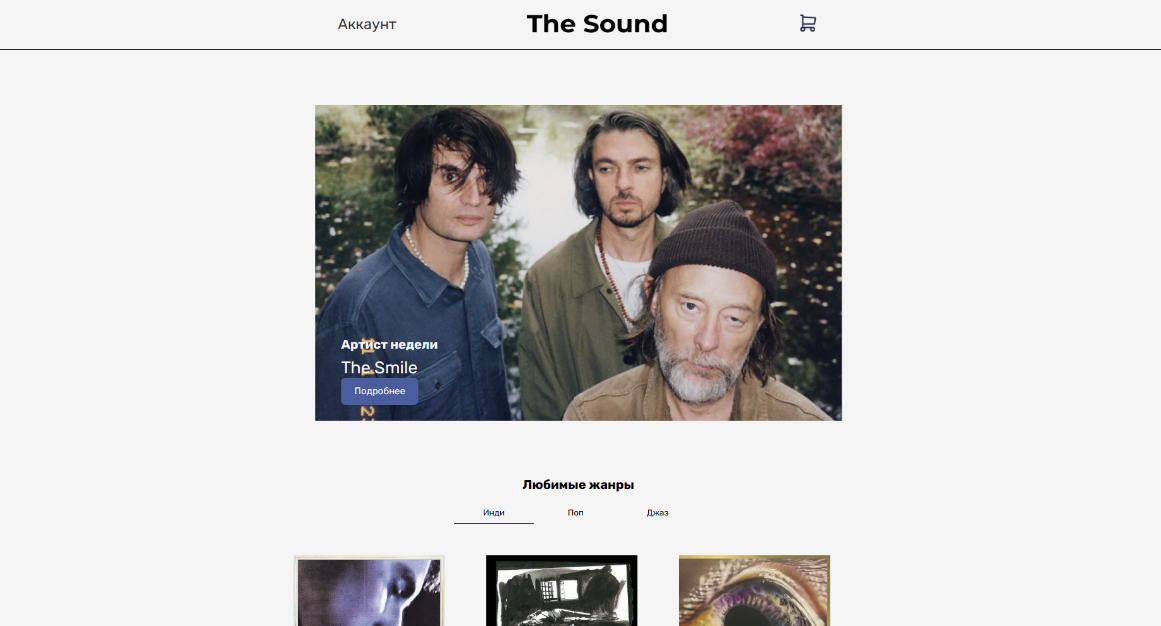 Аккаунт The Sound
Артист недели
The Smile
Подробнее
Любимые жанры
Инди Поп Джаз